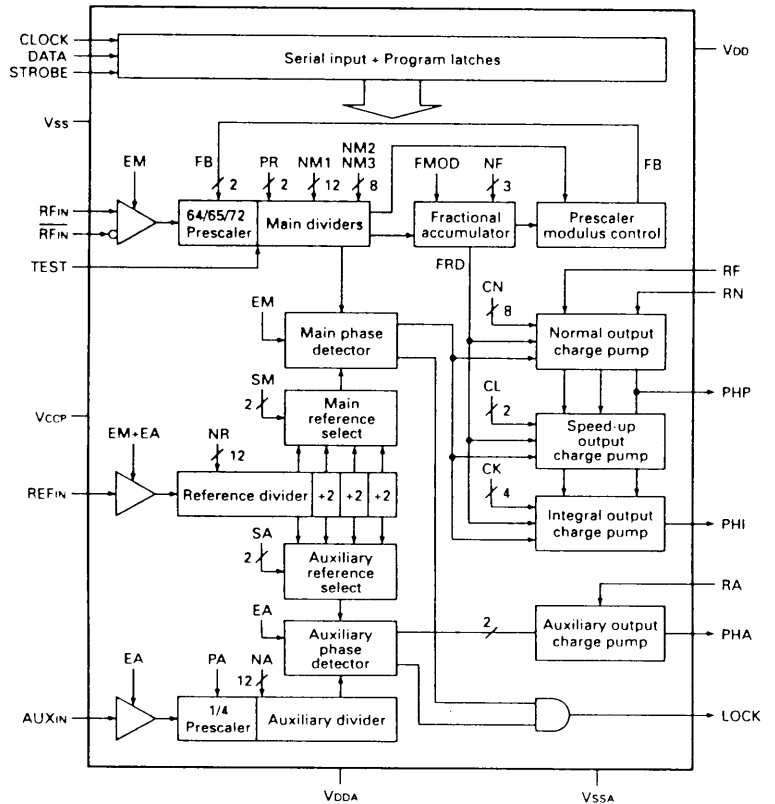 CLOCK
DATA
STROBE
Serial input + Program latches
VDD
VSS
EM
FB
2
PR
2
NM1
12
NM2
NM3
8
FMOD
NF
3
FB
RFIN
RFIN
64/65/72
Prescaler
Main dividers
Fractional
accumulator
Prescaler
modulus control
TEST
FRD
RF
RN
EM
Main phase
detector
CN
8
Normal output
charge pump
PHP
SM
2
Main
reference
select
CL
2
Speed-up
output
charge pump
VCCP
EM+EA
NR
12
REFIN
Reference divider
÷2
÷2
÷2
CK
4
Integral output
charge pump
PHI
SA
2
Auxiliary
reference
select
RA
EA
Auxiliary
phase
detector
2
Auxiliary output
charge pump
PHA
EA
PA
NA
12
AUXIN
1/4
Prescaler
Auxiliary divider
LOCK
VDDA
VSSA